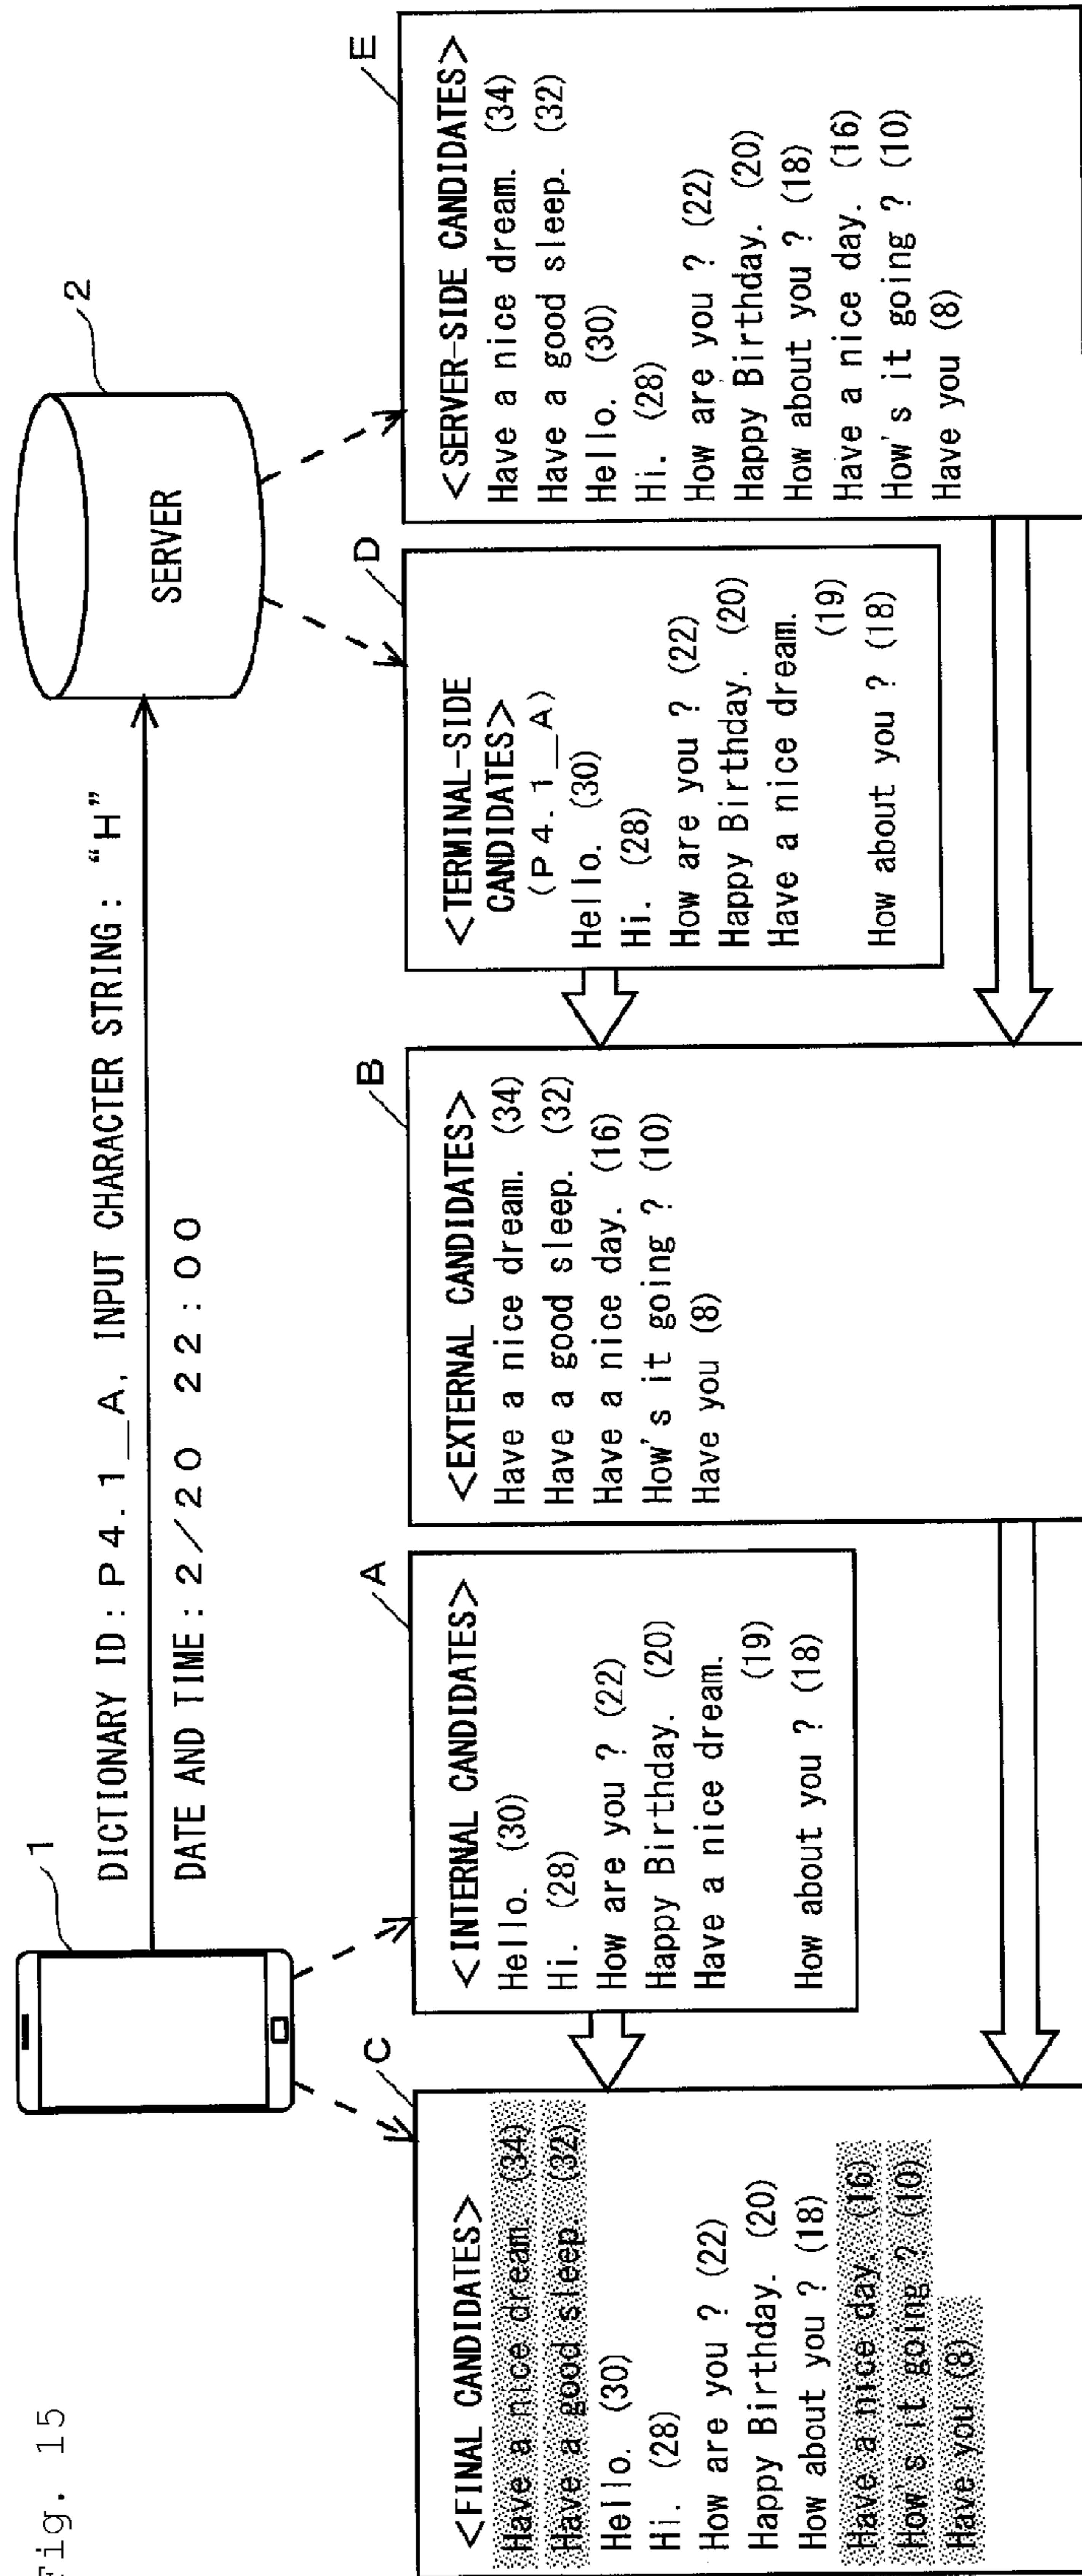 Fig. 15
1
DICTIONARY ID : P4.1__A, INPUT CHARACTER STRING : “H”
DATE AND TIME : 2/20 22:00
2
SERVER
C
<FINAL CANDIDATES>
Have a nice dream. (34)
Have a good sleep. (32)
Hello. (30)
Hi. (28)
How are you ? (22)
Happy Birthday. (20)
How about you ? (18)
Have a nice day. (16)
How's it going ? (10)
Have you (8)
A
<INTERNAL CANDIDATES>
Hello. (30)
Hi. (28)
How are you ? (22)
Happy Birthday. (20)
Have a nice dream.
(19)
How about you ? (18)
B
<EXTERNAL CANDIDATES>
Have a nice dream. (34)
Have a good sleep. (32)
Have a nice day. (16)
How's it going ? (10)
Have you (8)
D
<TERMINAL-SIDE
CANDIDATES>
(P4.1__A)
Hello. (30)
Hi. (28)
How are you ? (22)
Happy Birthday. (20)
Have a nice dream.
(19)
How about you ? (18)
E
<SERVER-SIDE CANDIDATES>
Have a nice dream. (34)
Have a good sleep. (32)
Hello. (30)
Hi. (28)
How are you ? (22)
Happy Birthday. (20)
How about you ? (18)
Have a nice day. (16)
How's it going ? (10)
Have you (8)